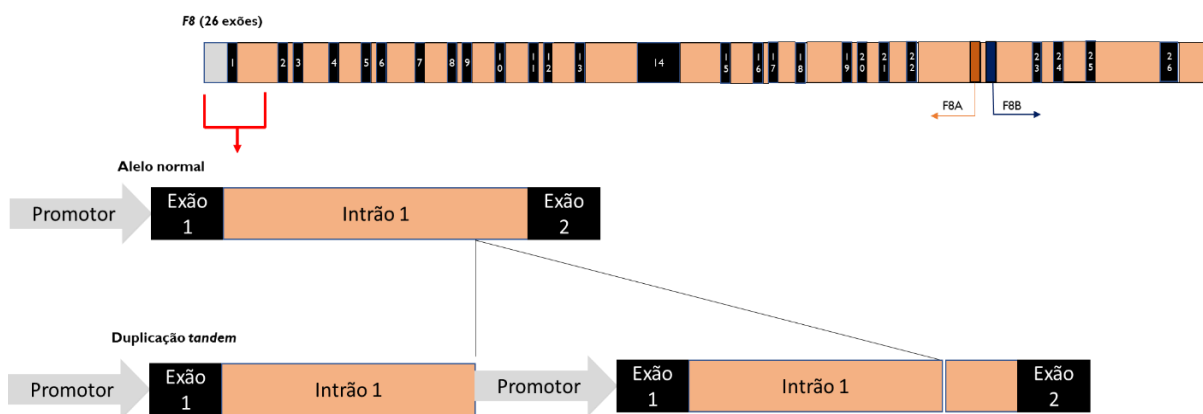 F8 (26 exões)
1 2 3 4 5 6 7 8 9 10 11 12 13 14 15 16 17 18 19 20 21 22 23 24 25 26
F8A F8B
Alelo normal
Promotor Exão 1 Intrão 1 Exão 2
Duplicação tandem
Promotor Exão 1 Intrão 1 Promotor Exão 1 Intrão 1 Exão 2